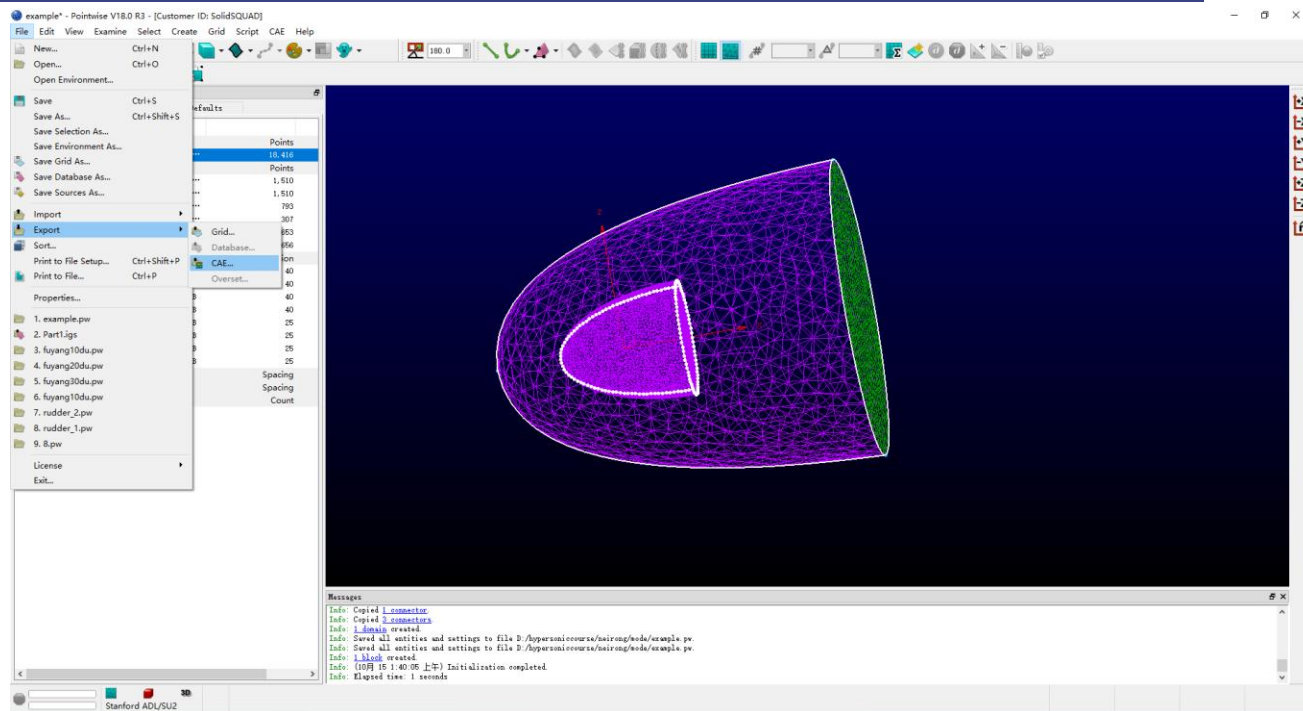 example* - Pointwise V18.0 R3 - [Customer ID: SolidSQUAD]
File Edit View Examine Select Create Grid Script CAE Help
New... Ctrl+N
Open... Ctrl+O
Open Environment...
180.0
Save Ctrl+S
Save As... Ctrl+Shift+S
Save Selection As...
Save Environment As...
Save Grid As...
Save Database As...
Save Sources As...
Import
Export
Sort...
Print to File Setup... Ctrl+Shift+P
Print to File... Ctrl+P
Properties...
1. example.pw
2. Part1.igs
3. fuyang10du.pw
4. fuyang20du.pw
5. fuyang30du.pw
6. fuyang10du.pw
7. rudder_2.pw
8. rudder_1.pw
9. 8.pw
License
Exit...
Grid...
Database...
CAE...
Overset...
efaults
Points
18,416
Points
1,510
1,510
793
307
653
656
ion
40
40
40
40
25
25
25
25
Spacing
Spacing
Count
z
Messages
Info: Copied 1 connector.
Info: Copied 3 connectors.
Info: 1 domain created.
Info: Saved all entities and settings to file D:/hypersoniccourse/neirong/mode/example.pw.
Info: Saved all entities and settings to file D:/hypersoniccourse/neirong/mode/example.pw.
Info: 1 block created.
Info: (10月 15 1:40:05 上午) Initialization completed.
Info: Elapsed time: 1 seconds
3D
Stanford ADL/SU2